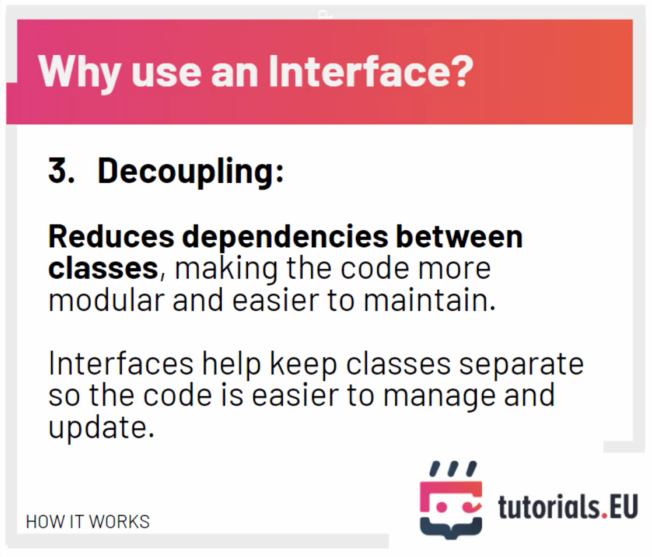 Why use an Interface?
3. Decoupling:
Reduces dependencies between
classes, making the code more
modular and easier to maintain.
Interfaces help keep classes separate
so the code is easier to manage and
update.
HOW IT WORKS
tutorials.EU